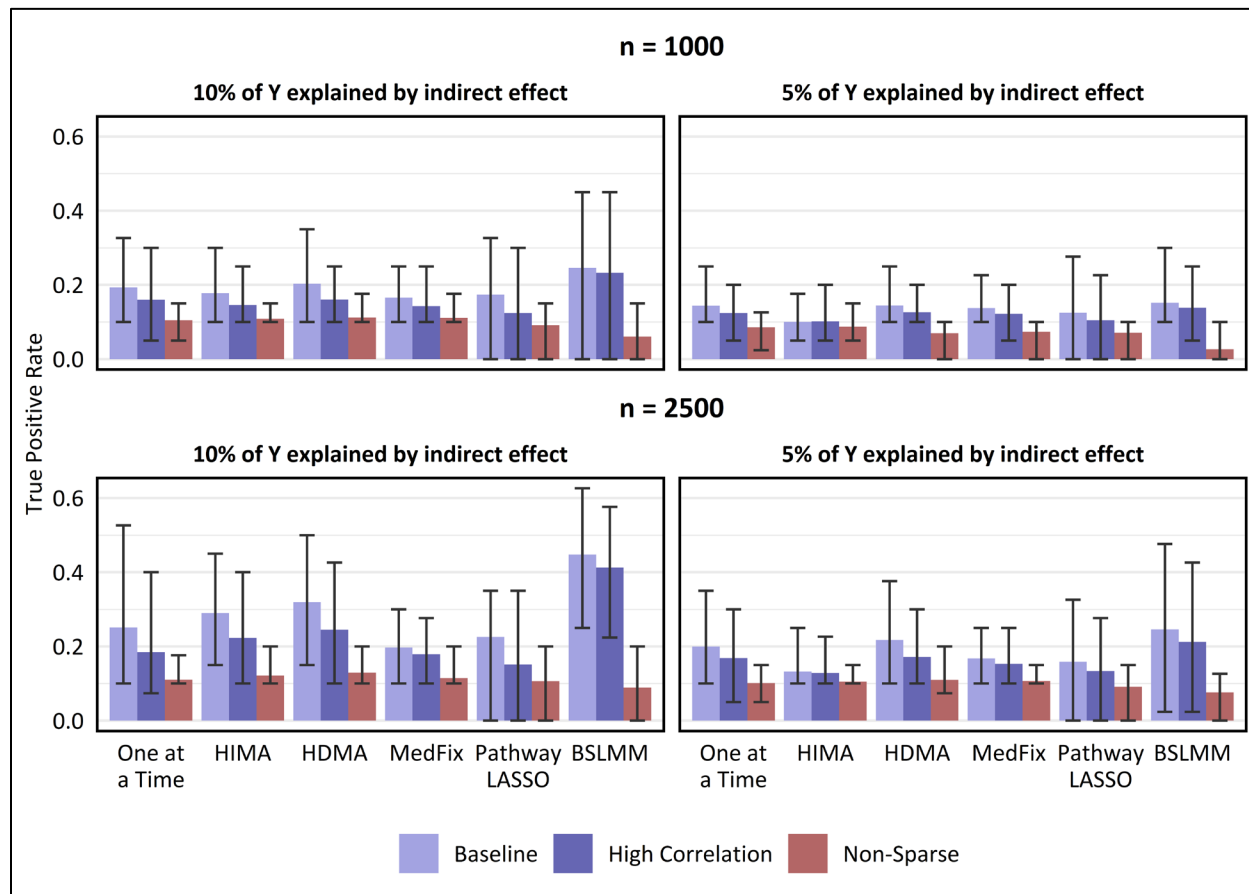 n = 1000
10% of Y explained by indirect effect
5% of Y explained by indirect effect
0.6
0.4
0.2
0.0
True Positive Rate
n = 2500
10% of Y explained by indirect effect
5% of Y explained by indirect effect
0.6
0.4
0.2
0.0
One at a Time
HIMA
HDMA
MedFix
Pathway LASSO
BSLMM
One at a Time
HIMA
HDMA
MedFix
Pathway LASSO
BSLMM
Baseline
High Correlation
Non-Sparse